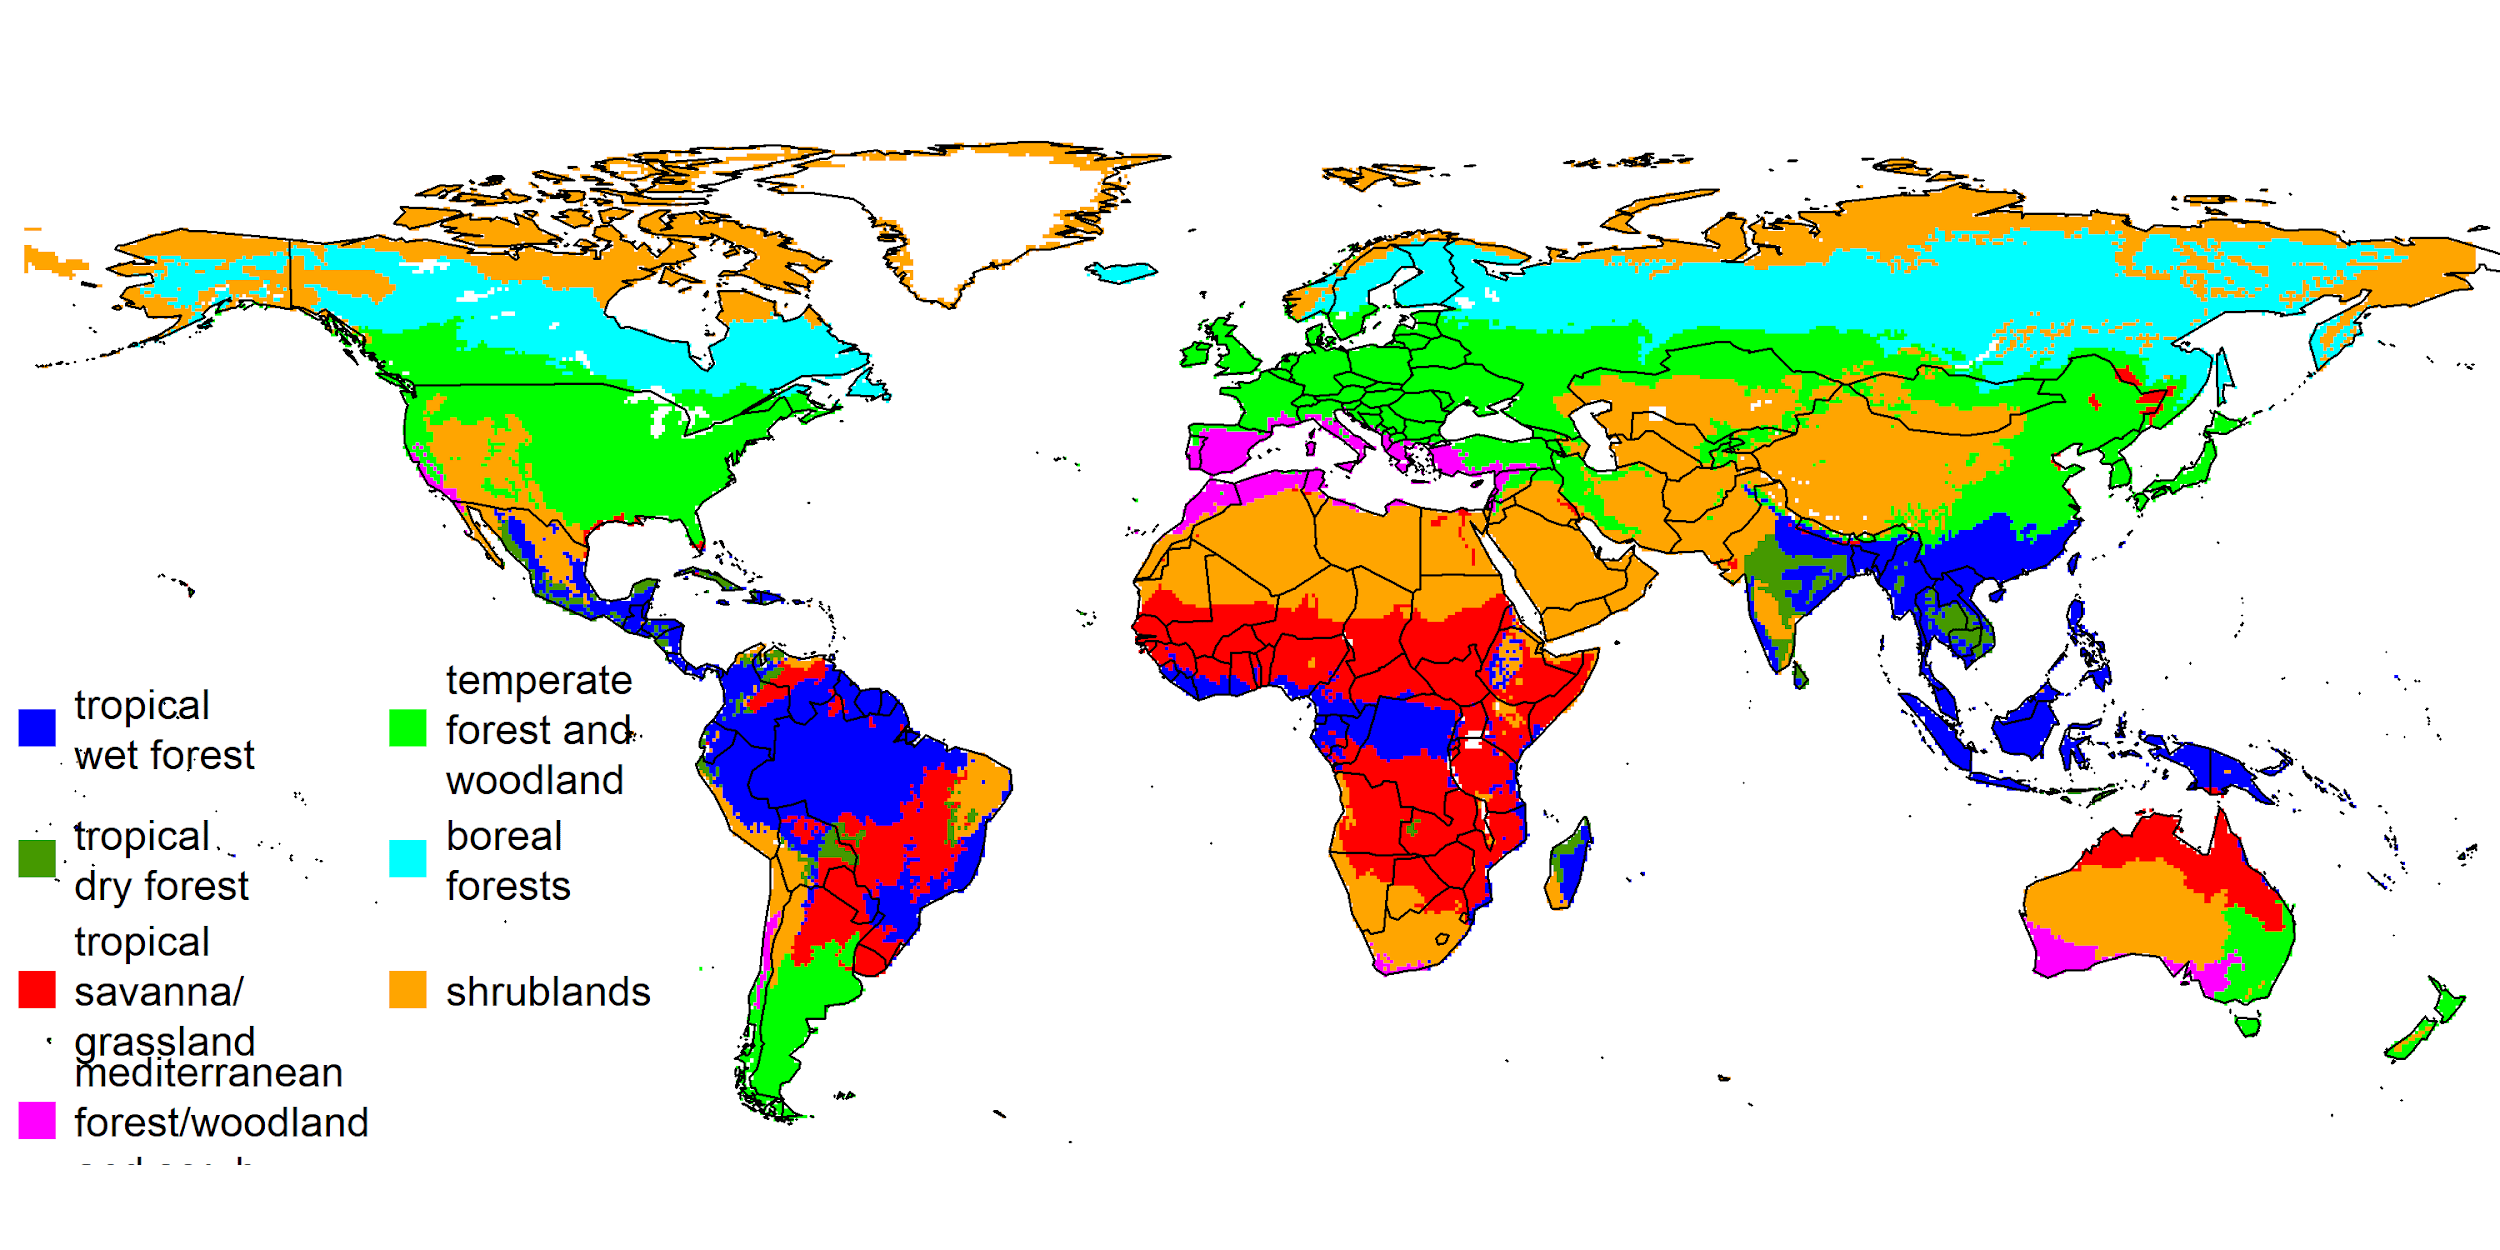 tropical
wet forest
tropical
dry forest
tropical
savanna/
grassland
mediterranean
forest/woodland
temperate
forest and
woodland
boreal
forests
shrublands